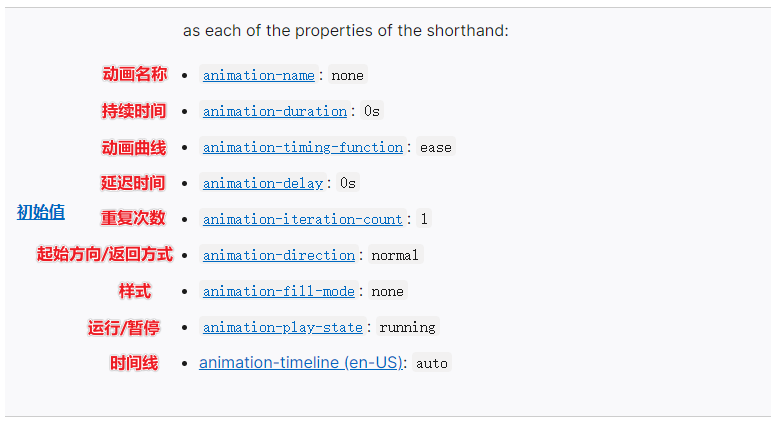 as each of the properties of the shorthand:
动画名称 • animation-name: none
持续时间 • animation-duration: 0s
动画曲线 • animation-timing-function: ease
延迟时间 • animation-delay: 0s
初始值
重复次数 • animation-iteration-count: 1
起始方向/返回方式 • animation-direction: normal
样式 • animation-fill-mode: none
运行/暂停 • animation-play-state: running
时间线 • animation-timeline (en-US): auto